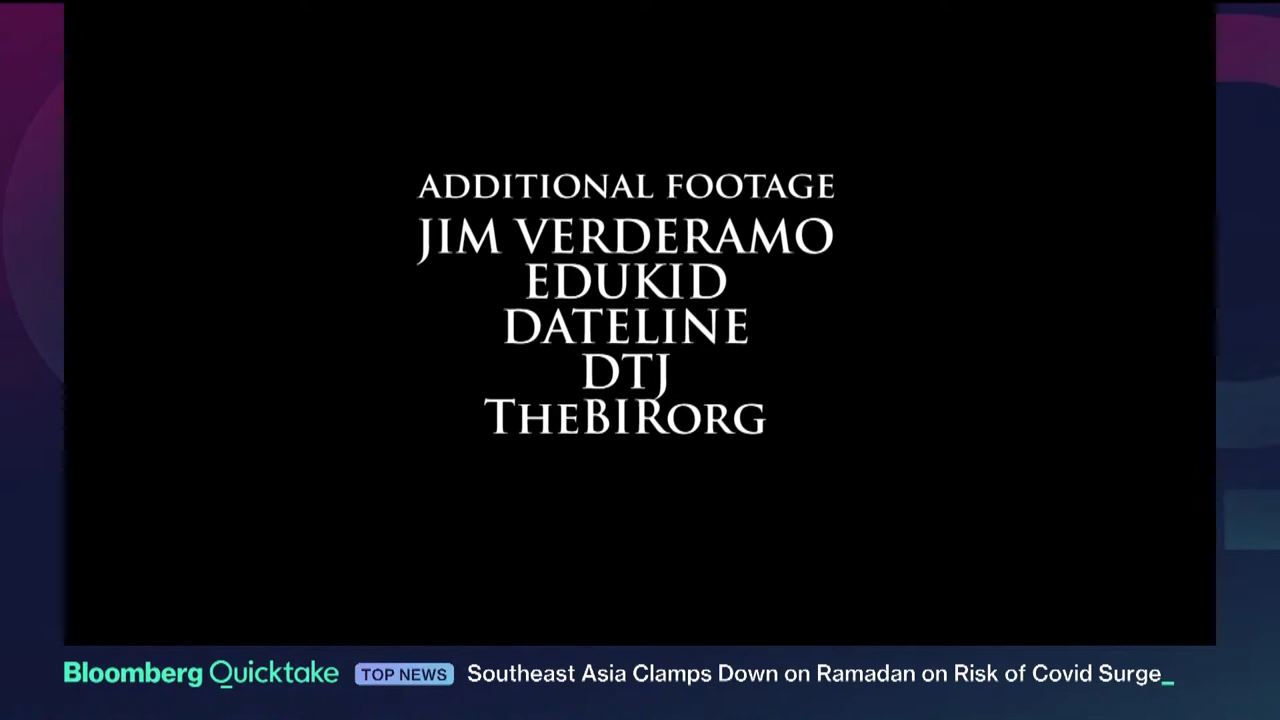 ADDITIONAL FOOTAGE
JIM VERDERAMO
EDUKID
DATELINE
DTJ
THEBIRORG
Bloomberg Quicktake TOP NEWS Southeast Asia Clamps Down on Ramadan on Risk of Covid Surge_